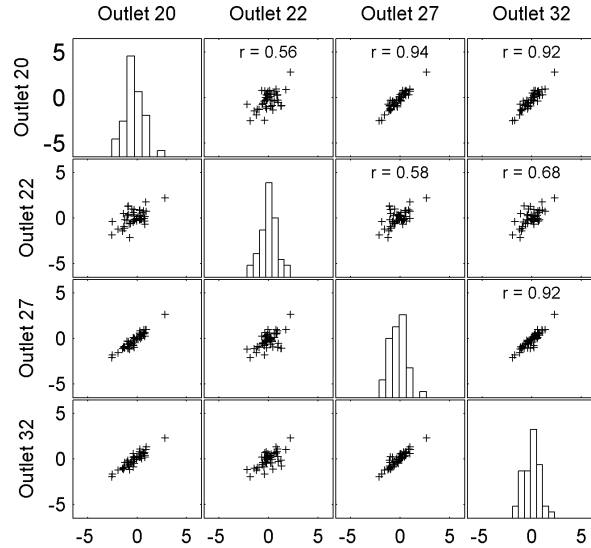 Outlet 20 Outlet 22 Outlet 27 Outlet 32
Outlet 20
5
0
-5
r = 0.56
r = 0.94
r = 0.92
Outlet 22
5
0
-5
r = 0.58
r = 0.68
Outlet 27
5
0
-5
r = 0.92
Outlet 32
5
0
-5
-5 0 5 -5 0 5 -5 0 5 -5 0 5